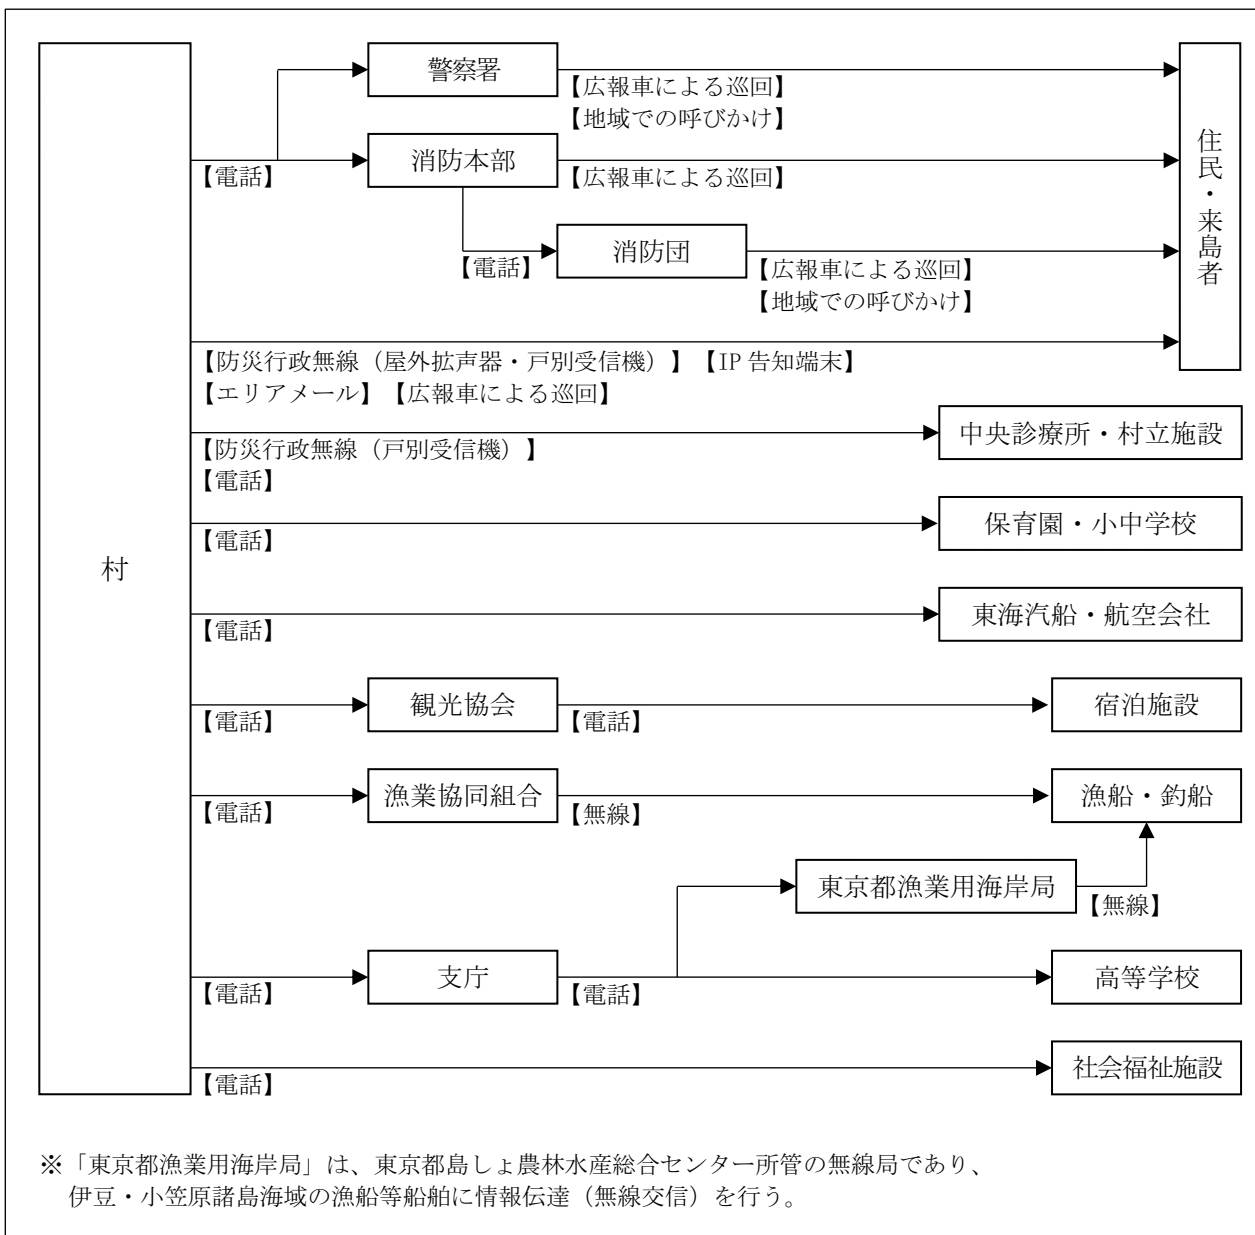 村
警察署
【広報車による巡回】
【地域での呼びかけ】
住民・来島者
【電話】
消防本部
【広報車による巡回】
【電話】
消防団
【広報車による巡回】
【地域での呼びかけ】
【防災行政無線（屋外拡声器・戸別受信機）】【IP 告知端末】
【エリアメール】【広報車による巡回】
中央診療所・村立施設
【防災行政無線（戸別受信機）】
【電話】
保育園・小中学校
【電話】
東海汽船・航空会社
【電話】
観光協会
宿泊施設
【電話】
【電話】
漁業協同組合
漁船・釣船
【電話】
【無線】
東京都漁業用海岸局
【無線】
支庁
高等学校
【電話】
【電話】
社会福祉施設
【電話】
※「東京都漁業用海岸局」は、東京都島しょ農林水産総合センター所管の無線局であり、
伊豆・小笠原諸島海域の漁船等船舶に情報伝達（無線交信）を行う。